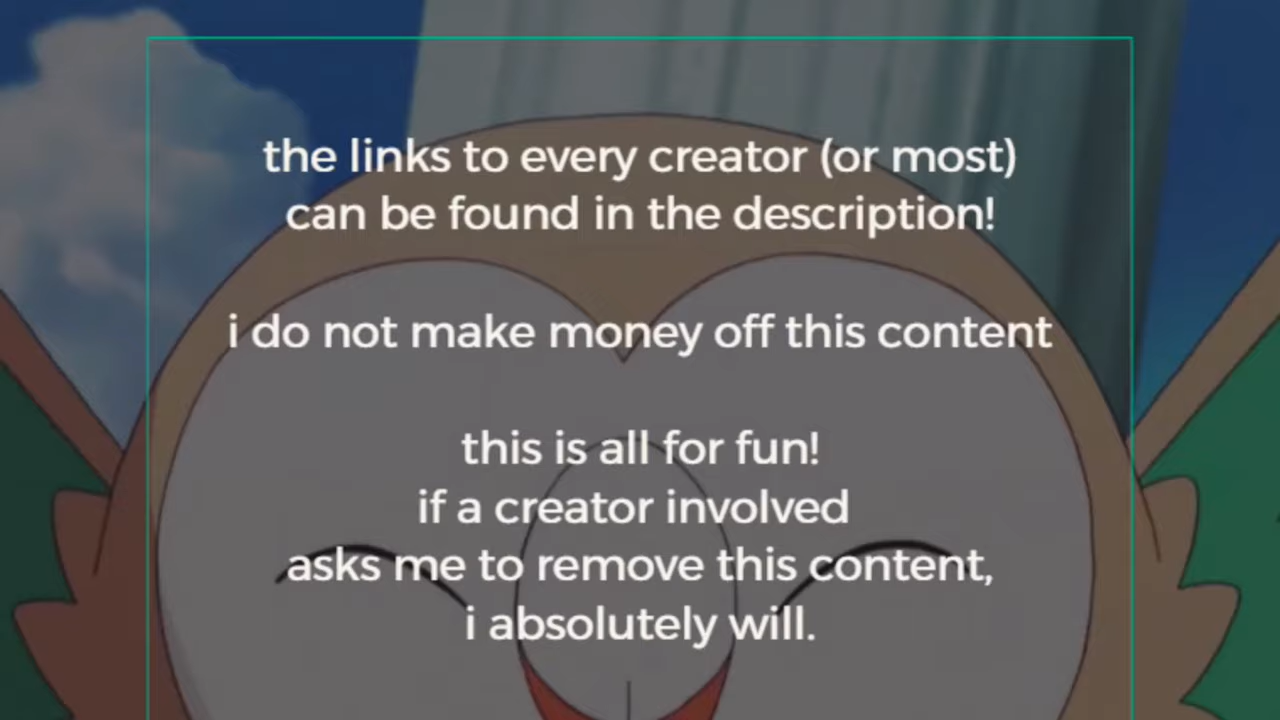 the links to every creator (or most)
can be found in the description!
i do not make money off this content
this is all for fun!
if a creator involved
asks me to remove this content,
i absolutely will.